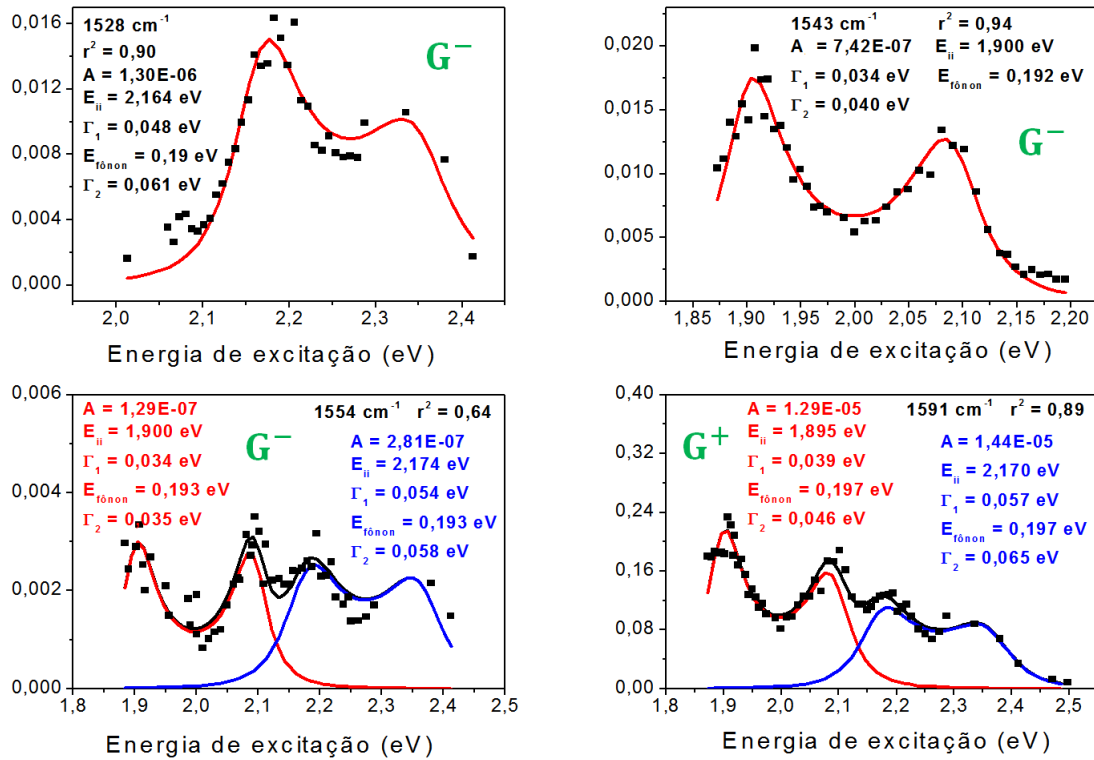 1528 cm⁻¹
r² = 0,90
A = 1,30E-06
E_ii = 2,164 eV
Γ₁ = 0,048 eV
E_fônon = 0,19 eV
Γ₂ = 0,061 eV
G⁻
0,016
0,012
0,008
0,004
0,000
2,0 2,1 2,2 2,3 2,4
Energia de excitação (eV)
1543 cm⁻¹ r² = 0,94
A = 7,42E-07 E_ii = 1,900 eV
Γ₁ = 0,034 eV E_fônon = 0,192 eV
Γ₂ = 0,040 eV
G⁻
0,020
0,015
0,010
0,005
0,000
1,85 1,90 1,95 2,00 2,05 2,10 2,15 2,20
Energia de excitação (eV)
A = 1,29E-07
E_ii = 1,900 eV
Γ₁ = 0,034 eV
E_fônon = 0,193 eV
Γ₂ = 0,035 eV
G⁻
1554 cm⁻¹ r² = 0,64
A = 2,81E-07
E_ii = 2,174 eV
Γ₁ = 0,054 eV
E_fônon = 0,193 eV
Γ₂ = 0,058 eV
0,006
0,004
0,002
0,000
1,8 1,9 2,0 2,1 2,2 2,3 2,4 2,5
Energia de excitação (eV)
G⁺
A = 1.29E-05
E_ii = 1,895 eV
Γ₁ = 0,039 eV
E_fônon = 0,197 eV
Γ₂ = 0,046 eV
1591 cm⁻¹ r² = 0,89
A = 1,44E-05
E_ii = 2,170 eV
Γ₁ = 0,057 eV
E_fônon = 0,197 eV
Γ₂ = 0,065 eV
0,40
0,32
0,24
0,16
0,08
0,00
1,8 1,9 2,0 2,1 2,2 2,3 2,4 2,5
Energia de excitação (eV)